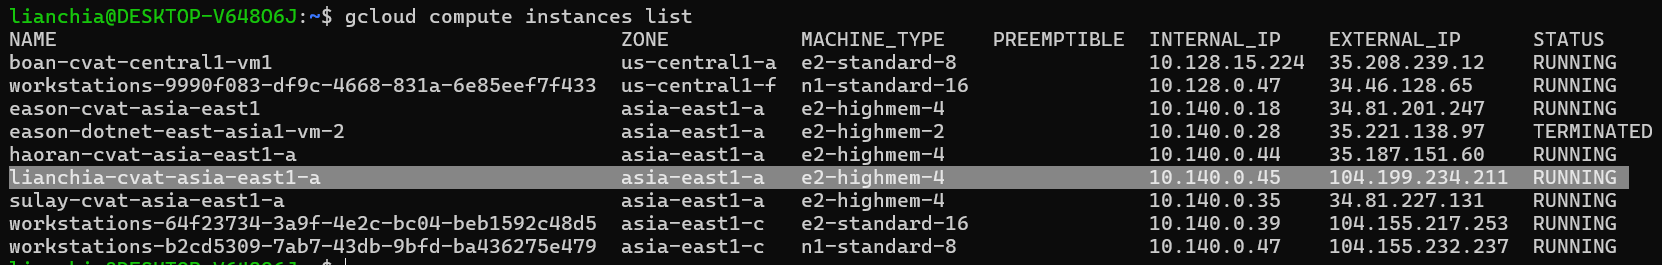 lianchia@DESKTOP-V648O6J:~$ gcloud compute instances list
NAME ZONE MACHINE_TYPE PREEMPTIBLE INTERNAL_IP EXTERNAL_IP STATUS
boan-cvat-central1-vm1 us-central1-a e2-standard-8 10.128.15.224 35.208.239.12 RUNNING
workstations-9990f083-df9c-4668-831a-6e85eef7f433 us-central1-f n1-standard-16 10.128.0.47 34.46.128.65 RUNNING
eason-cvat-asia-east1 asia-east1-a e2-highmem-4 10.140.0.18 34.81.201.247 RUNNING
eason-dotnet-east-asia1-vm-2 asia-east1-a e2-highmem-2 10.140.0.28 35.221.138.97 TERMINATED
haoran-cvat-asia-east1-a asia-east1-a e2-highmem-4 10.140.0.44 35.187.151.60 RUNNING
lianchia-cvat-asia-east1-a asia-east1-a e2-highmem-4 10.140.0.45 104.199.234.211 RUNNING
sulay-cvat-asia-east1-a asia-east1-a e2-highmem-4 10.140.0.35 34.81.227.131 RUNNING
workstations-64f23734-3a9f-4e2c-bc04-beb1592c48d5 asia-east1-c e2-standard-16 10.140.0.39 104.155.217.253 RUNNING
workstations-b2cd5309-7ab7-43db-9bfd-ba436275e479 asia-east1-c n1-standard-8 10.140.0.47 104.155.232.237 RUNNING
lianchia@DESKTOP-V648O6J:~$